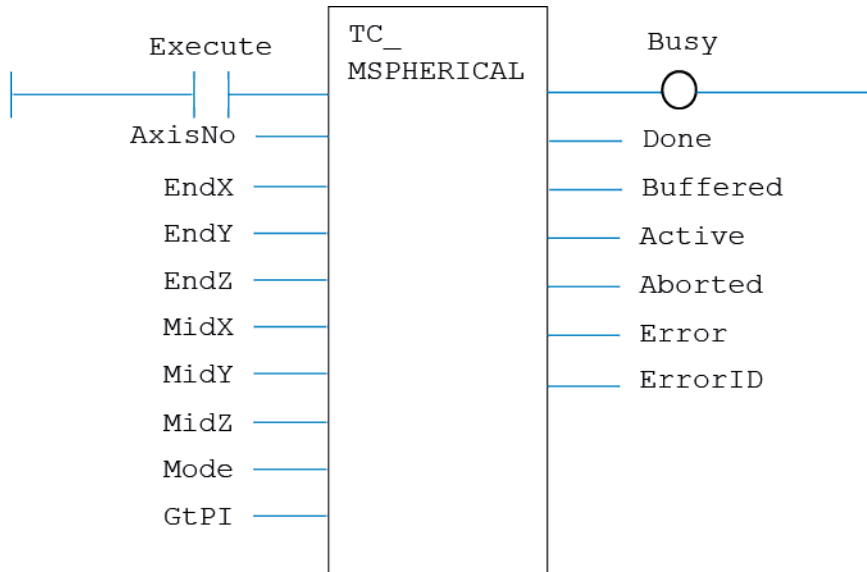 Execute
TC_
MSPHERICAL
Busy
AxisNo
Done
EndX
Buffered
EndY
Active
EndZ
Aborted
MidX
Error
MidY
ErrorID
MidZ
Mode
GtPI